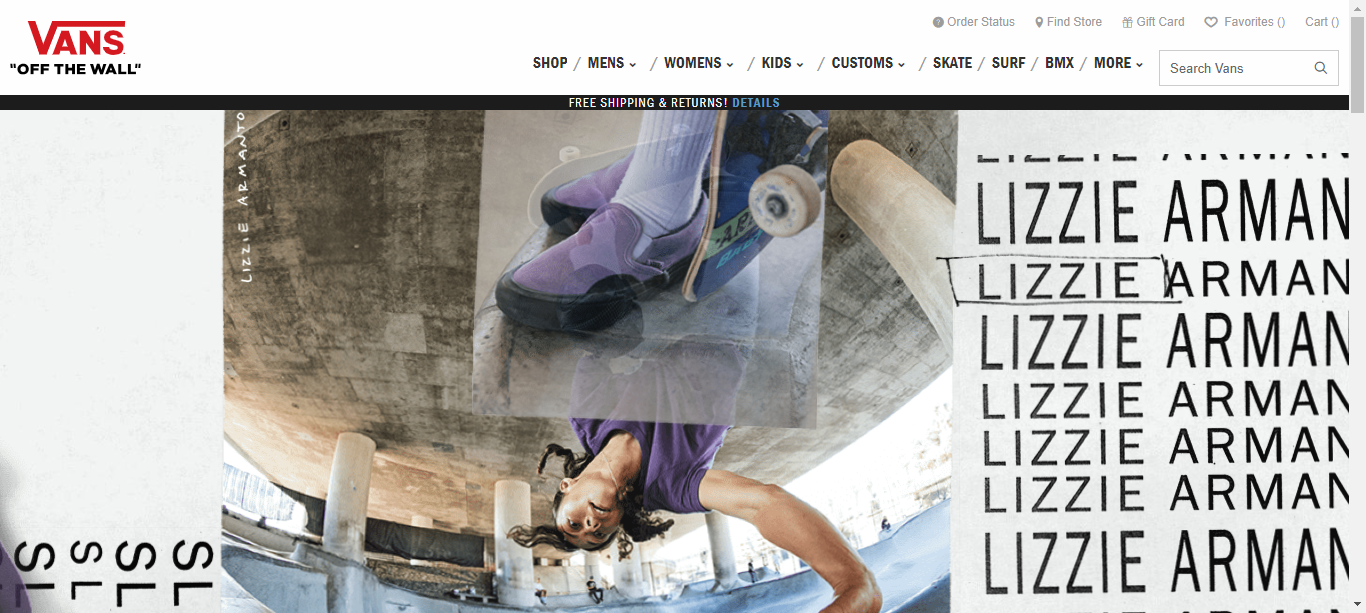 VANS
"OFF THE WALL"
Order Status
Find Store
Gift Card
Favorites ()
Cart ()
SHOP / MENS / WOMENS / KIDS / CUSTOMS / SKATE / SURF / BMX / MORE
Search Vans
FREE SHIPPING & RETURNS! DETAILS
LIZZIE ARMANTO
LIZZIE ARMAN
LIZZIE ARMAN
LIZZIE ARMAN
LIZZIE ARMAN
LIZZIE ARMAN
LIZZIE ARMAN
LIZZIE ARMAN